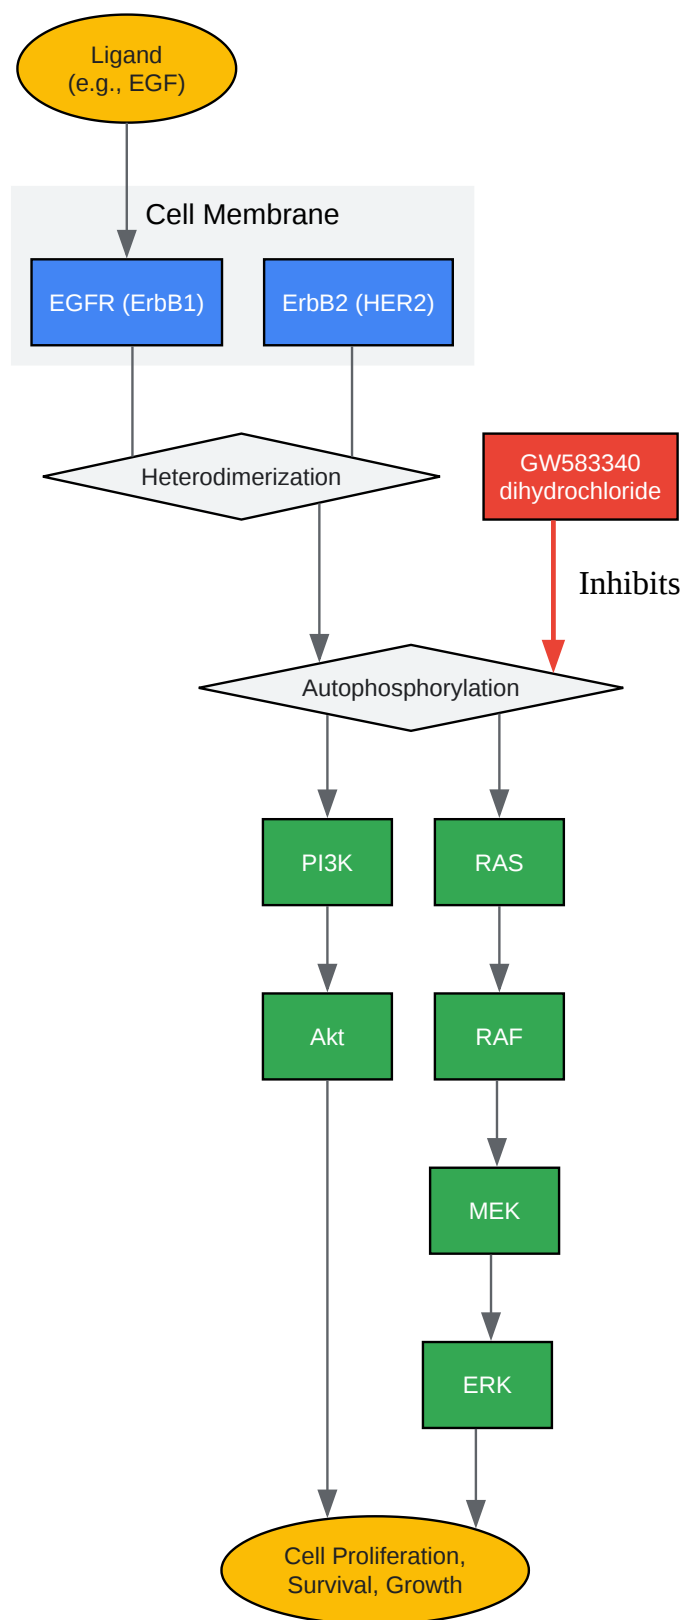 Ligand
(e.g., EGF)
Cell Membrane
EGFR (ErbB1)
ErbB2 (HER2)
Heterodimerization
GW583340
dihydrochloride
Inhibits
Autophosphorylation
PI3K
RAS
Akt
RAF
MEK
ERK
Cell Proliferation,
Survival, Growth